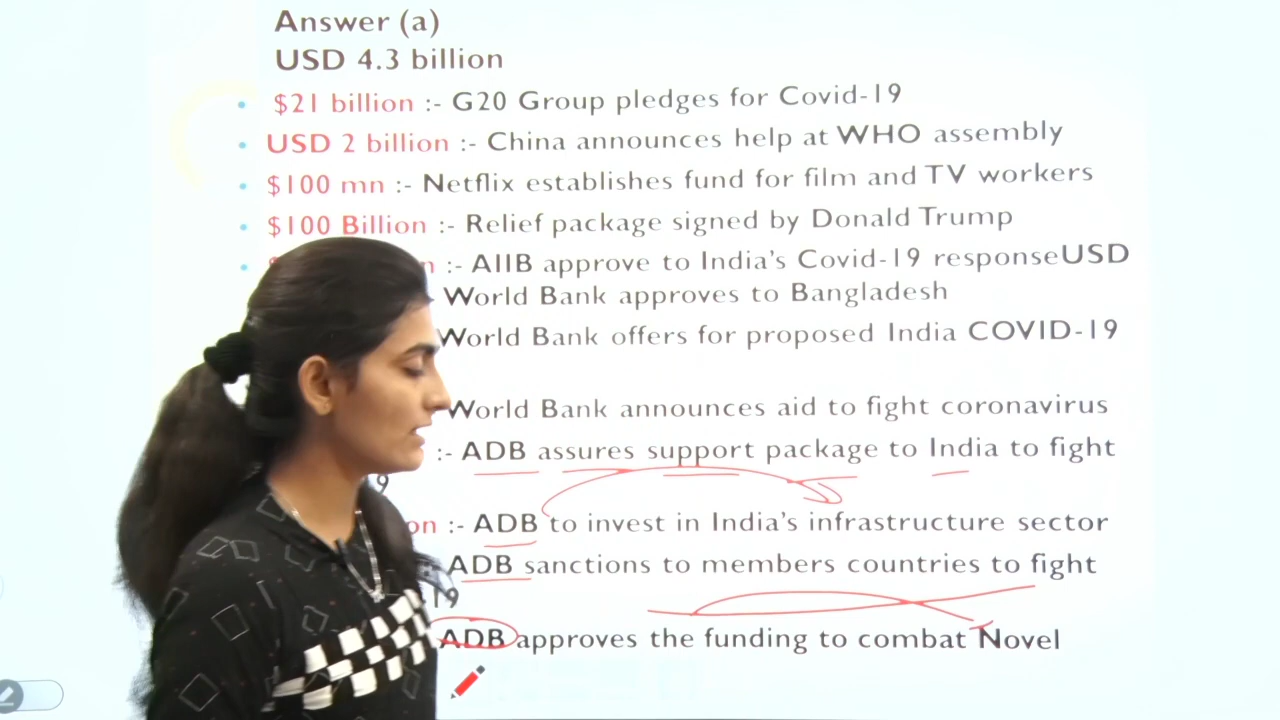 Answer (a)
USD 4.3 billion
• $21 billion :- G20 Group pledges for Covid-19
• USD 2 billion :- China announces help at WHO assembly
• $100 mn :- Netflix establishes fund for film and TV workers
• $100 Billion :- Relief package signed by Donald Trump
• :- AIIB approve to India's Covid-19 responseUSD
World Bank approves to Bangladesh
World Bank offers for proposed India COVID-19
World Bank announces aid to fight coronavirus
:- ADB assures support package to India to fight
9
on :- ADB to invest in India's infrastructure sector
ADB sanctions to members countries to fight
-19
ADB approves the funding to combat Novel